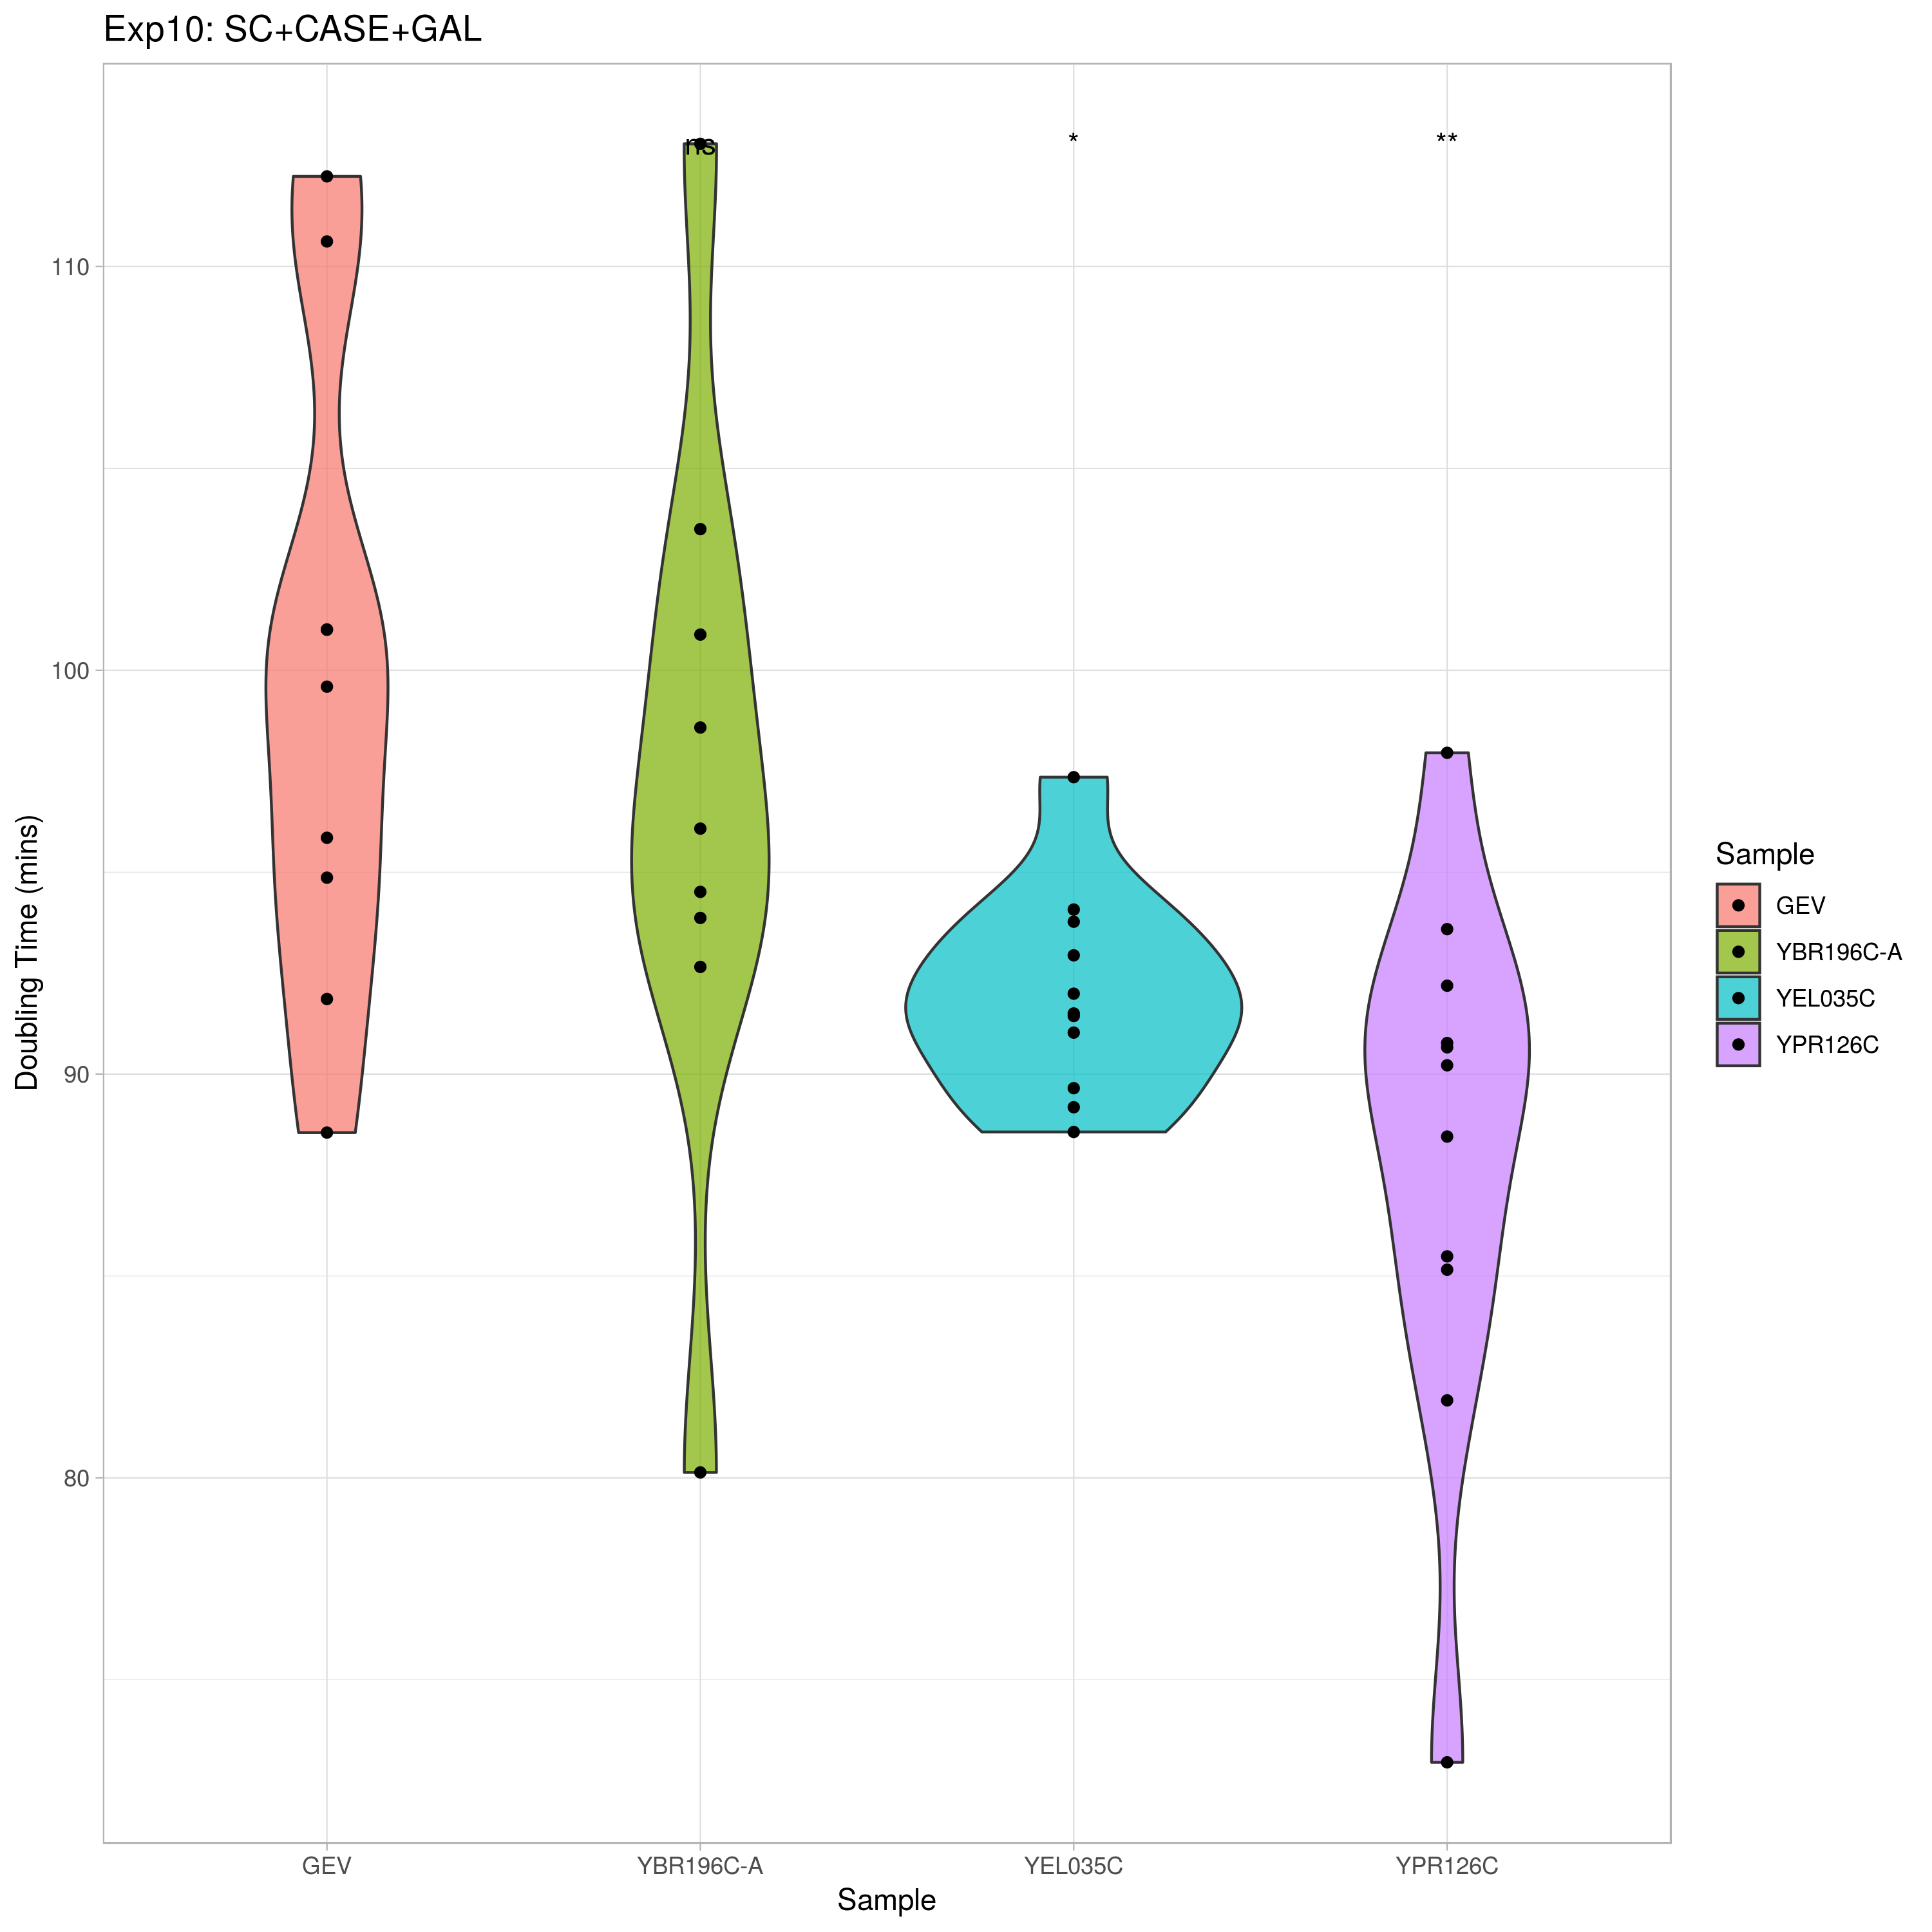 Exp10: SC+CASE+GAL
ns
*
**
110
100
90
80
Doubling Time (mins)
GEV
YBR196C-A
YEL035C
YPR126C
Sample
Sample
GEV
YBR196C-A
YEL035C
YPR126C